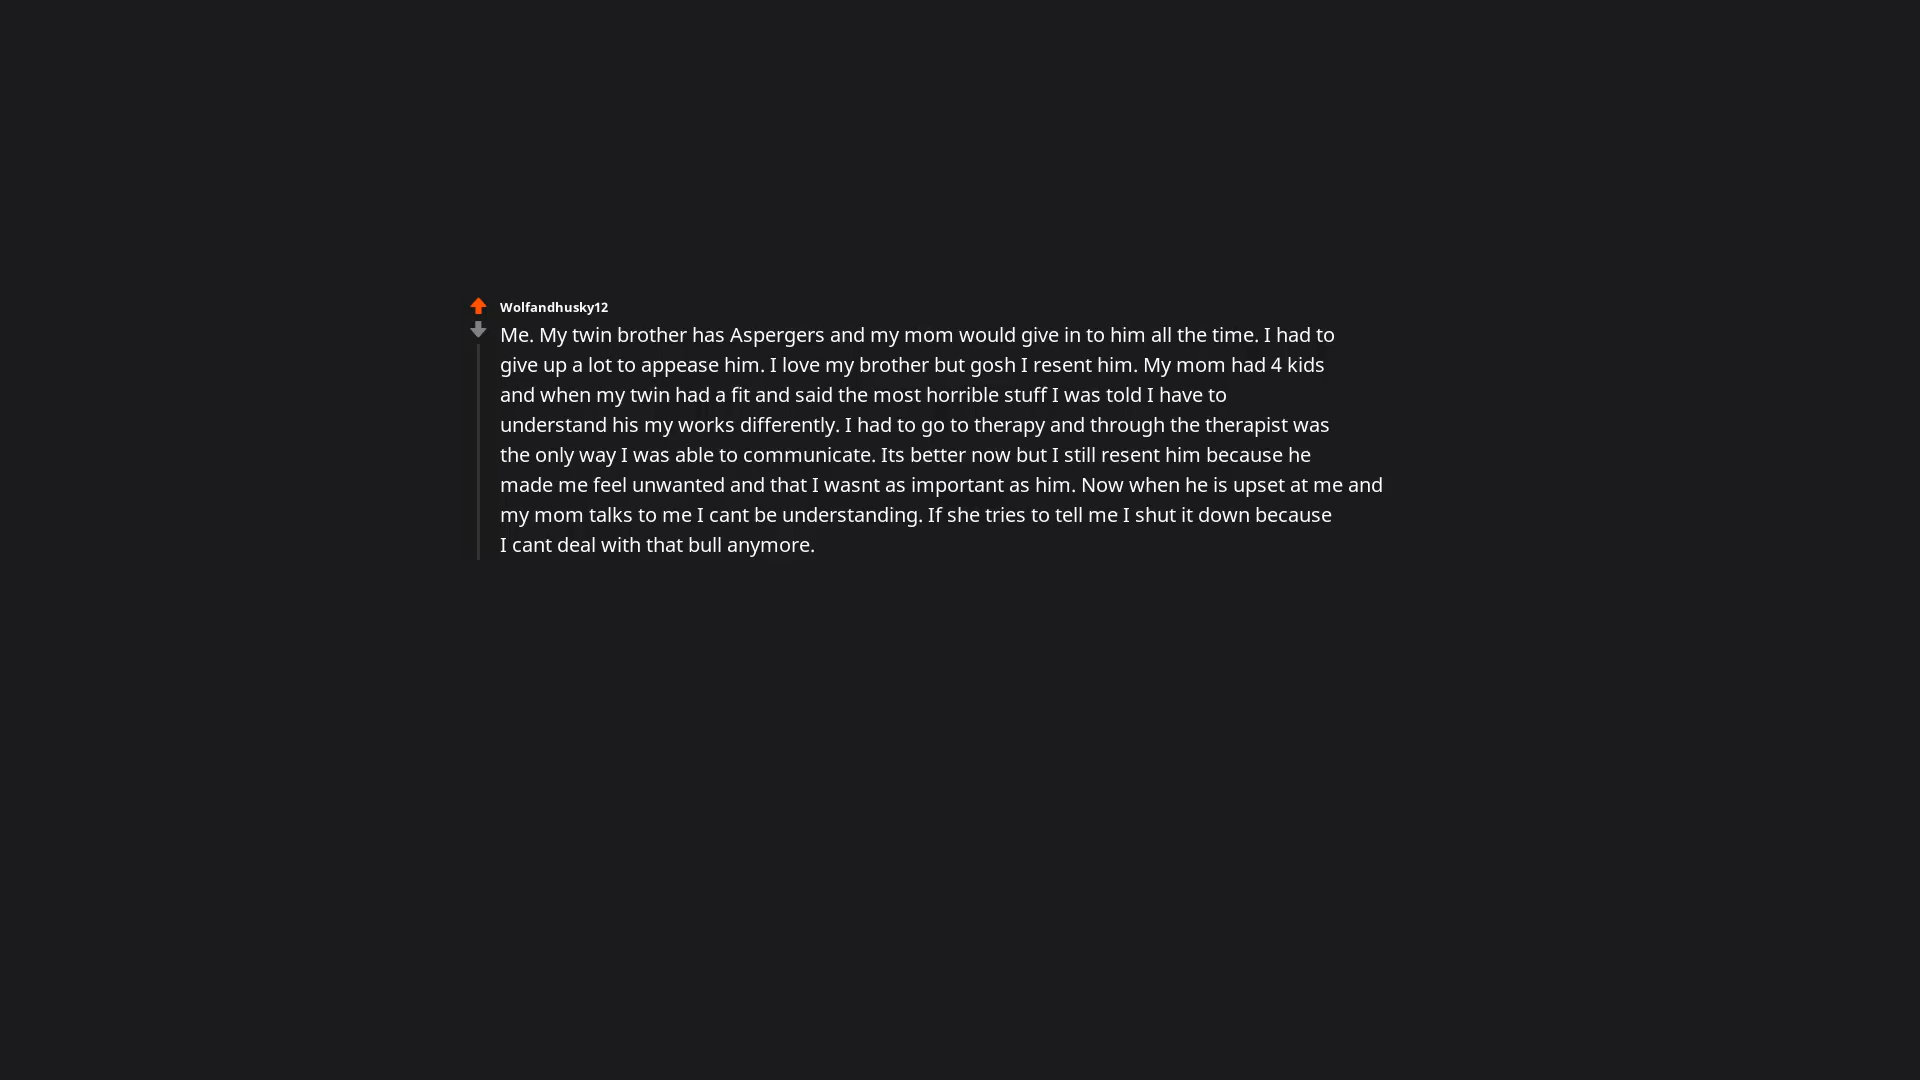 Wolfandhusky12
Me. My twin brother has Aspergers and my mom would give in to him all the time. I had to
give up a lot to appease him. I love my brother but gosh I resent him. My mom had 4 kids
and when my twin had a fit and said the most horrible stuff I was told I have to
understand his my works differently. I had to go to therapy and through the therapist was
the only way I was able to communicate. Its better now but I still resent him because he
made me feel unwanted and that I wasnt as important as him. Now when he is upset at me and
my mom talks to me I cant be understanding. If she tries to tell me I shut it down because
I cant deal with that bull anymore.